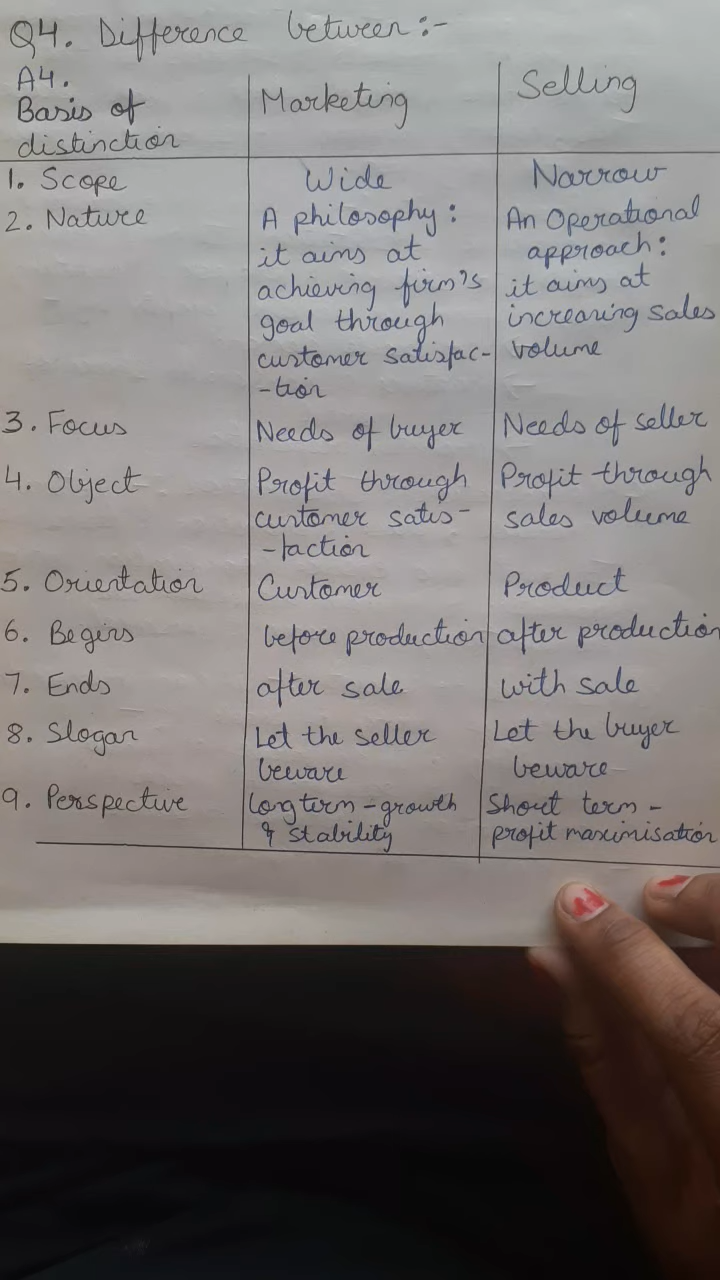 Q4. Difference between :-
A4.
Basis of distinction | Marketing | Selling
1. Scope | Wide | Narrow
2. Nature | A philosophy : | An Operational
it aims at | approach :
achieving firm's | it aims at
goal through | increasing sales
customer satisfac- | volume
-tion
3. Focus | Needs of buyer | Needs of seller
4. Object | Profit through | Profit through
customer satis- | sales volume
-faction
5. Orientation | Customer | Product
6. Begins | before production | after production
7. Ends | after sale | with sale
8. Slogan | Let the seller | Let the buyer
beware | beware
9. Perspective | Long term - growth | Short term -
& stability | profit maximisation